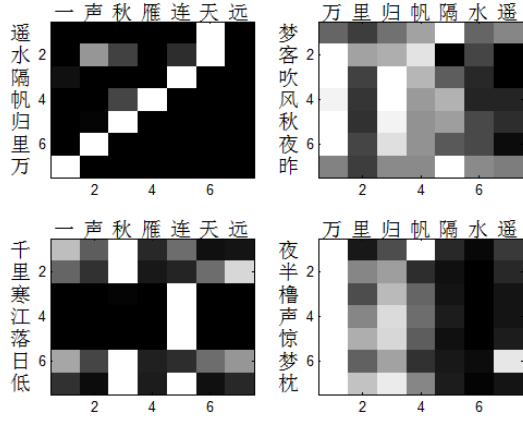 一 声 秋 雁 连 天 远
遥
水 2
隔
帆 4
归
里 6
万
2 4 6
万 里 归 帆 隔 水 遥
梦
客 2
吹
风 4
秋
夜 6
昨
2 4 6
一 声 秋 雁 连 天 远
千
里 2
寒
江 4
落
日 6
低
2 4 6
万 里 归 帆 隔 水 遥
夜
半 2
橹
声 4
惊
梦 6
枕
2 4 6